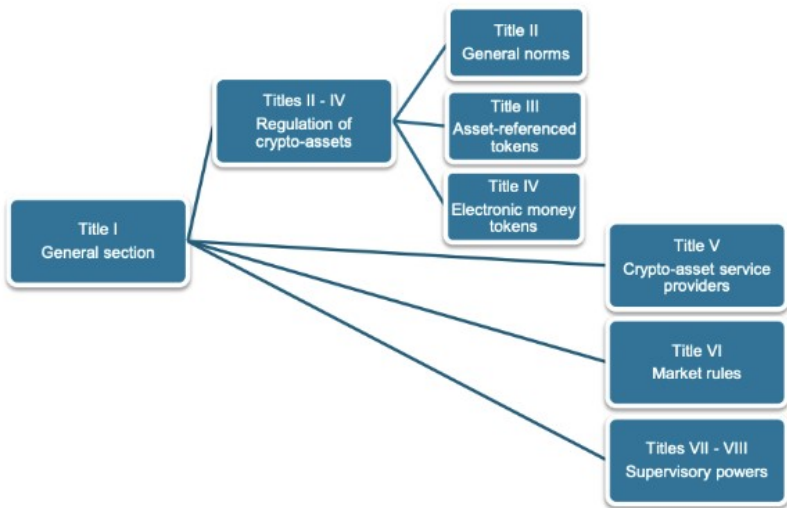 Title II
General norms
Titles II - IV
Regulation of
crypto-assets
Title III
Asset-referenced
tokens
Title IV
Electronic money
tokens
Title I
General section
Title V
Crypto-asset service
providers
Title VI
Market rules
Titles VII - VIII
Supervisory powers